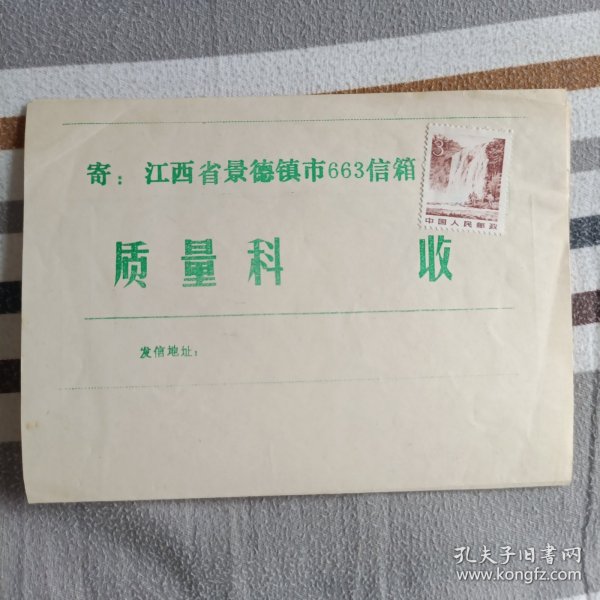 寄：江西省景德镇市663信箱
3
中国人民邮政
质量科 收
发信地址：
孔夫子旧书网
www.kongfz.com